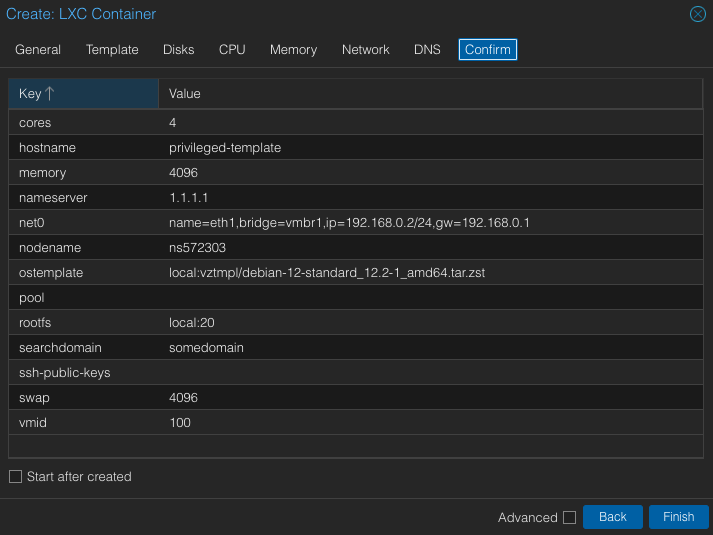 Create: LXC Container
General Template Disks CPU Memory Network DNS Confirm
Key Value
cores 4
hostname privileged-template
memory 4096
nameserver 1.1.1.1
net0 name=eth1,bridge=vmbr1,ip=192.168.0.2/24,gw=192.168.0.1
nodename ns572303
ostemplate local:vztmpl/debian-12-standard_12.2-1_amd64.tar.zst
pool
rootfs local:20
searchdomain somedomain
ssh-public-keys
swap 4096
vmid 100
Start after created
Advanced Back Finish